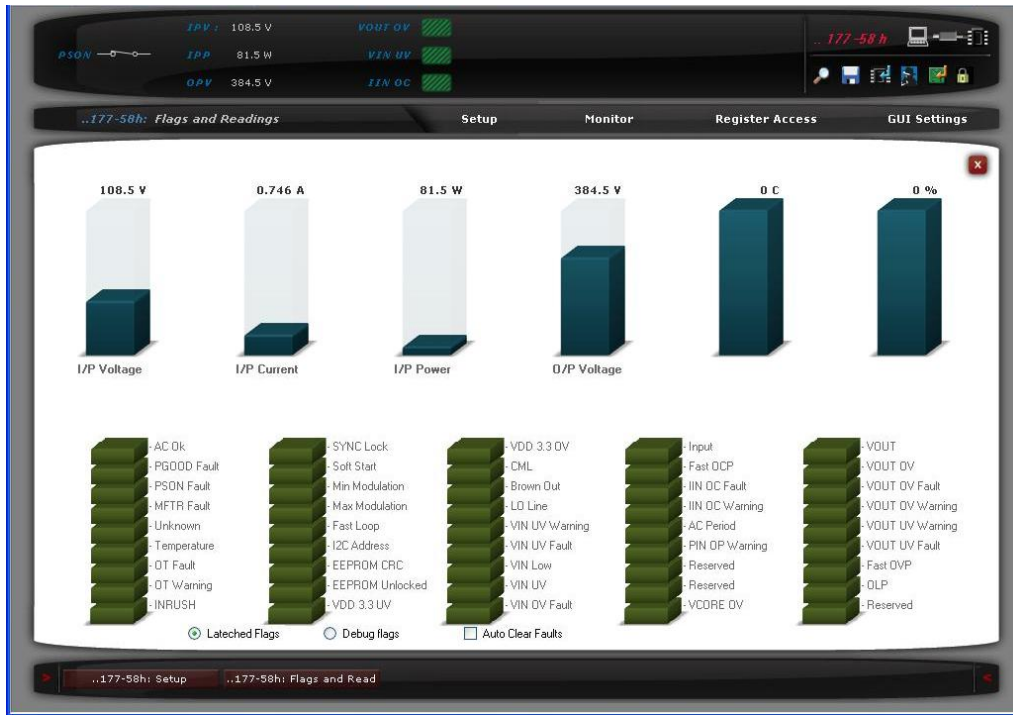 IPV : 108.5 V VOUT OV
PSON IPP 81.5 W VIN UV
OPV 384.5 V IIN OC
.. 177-58 h
..177-58h: Flags and Readings Setup Monitor Register Access GUI Settings
x
108.5 V 0.746 A 81.5 W 384.5 V 0 C 0 %
I/P Voltage I/P Current I/P Power O/P Voltage
- AC Ok
- PGOOD Fault
- PSON Fault
- MFTR Fault
- Unknown
- Temperature
- OT Fault
- OT Warning
- INRUSH
- SYNC Lock
- Soft Start
- Min Modulation
- Max Modulation
- Fast Loop
- I2C Address
- EEPROM CRC
- EEPROM Unlocked
- VDD 3.3 UV
- VDD 3.3 OV
- CML
- Brown Out
- LO Line
- VIN UV Warning
- VIN UV Fault
- VIN Low
- VIN UV
- VIN OV Fault
- Input
- Fast OCP
- IIN OC Fault
- IIN OC Warning
- AC Period
- PIN OP Warning
- Reserved
- Reserved
- VCORE OV
- VOUT
- VOUT OV
- VOUT OV Fault
- VOUT OV Warning
- VOUT UV Warning
- VOUT UV Fault
- Fast OVP
- OLP
- Reserved
Lateched Flags Debug flags Auto Clear Faults
> ..177-58h: Setup ..177-58h: Flags and Read <